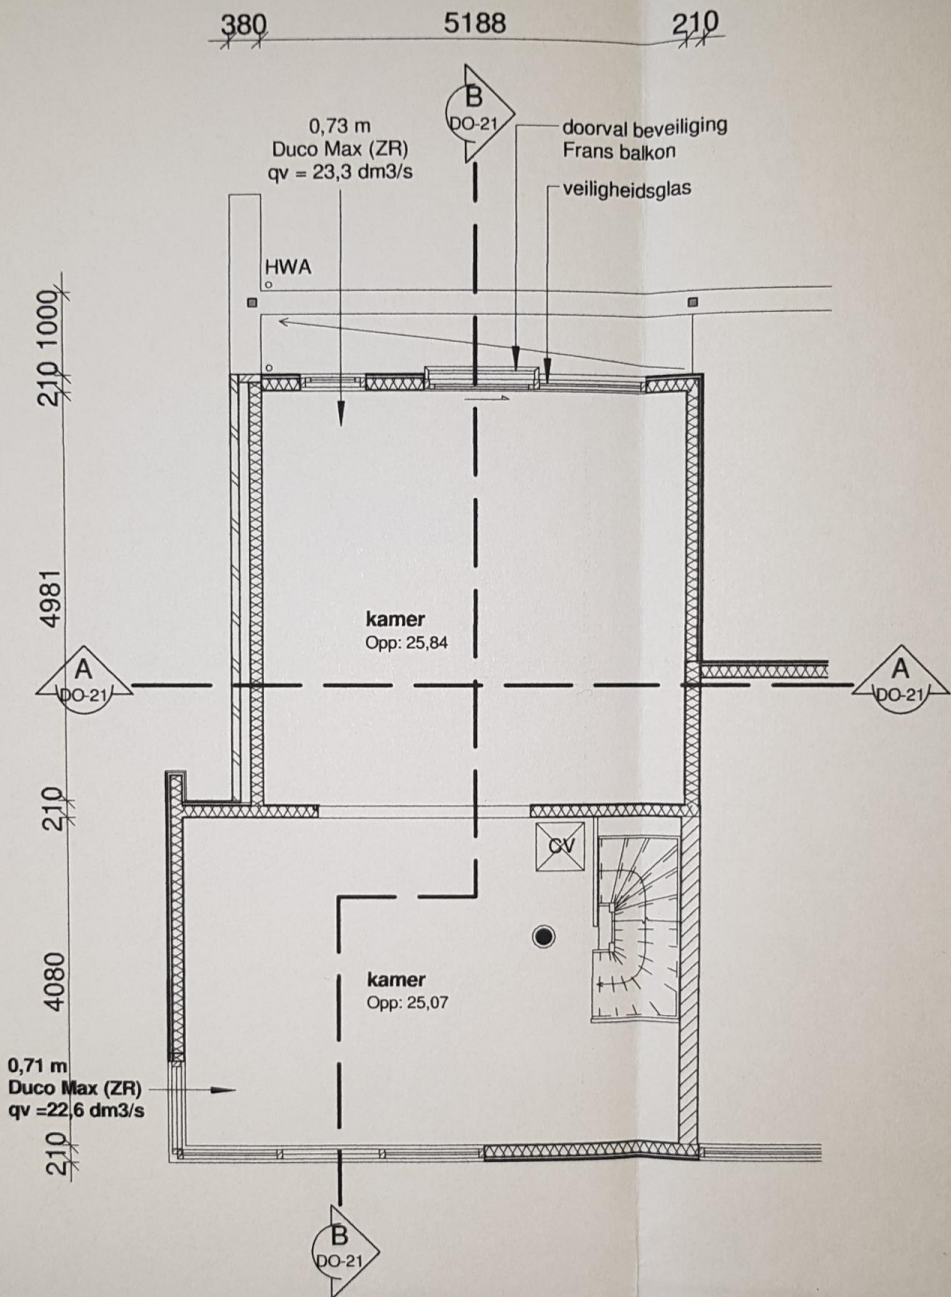 380
5188
210
B
DO-21
0,73 m
Duco Max (ZR)
qv = 23,3 dm3/s
doorval beveiliging
Frans balkon
veiligheidsglas
HWA
1000
210
4981
kamer
Opp: 25,84
A
DO-21
A
DO-21
210
CV
4080
kamer
Opp: 25,07
0,71 m
Duco Max (ZR)
qv =22,6 dm3/s
210
B
DO-21